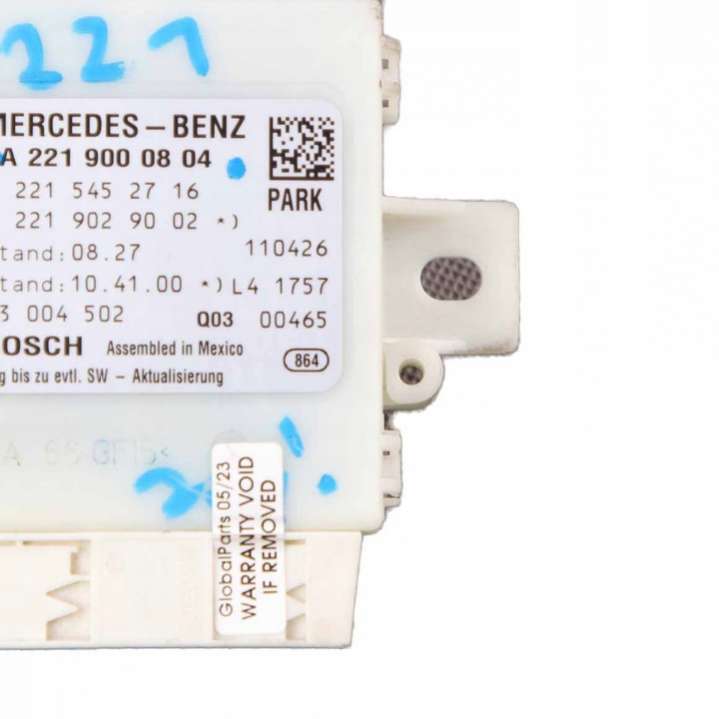 221
MERCEDES-BENZ
A 221 900 08 04
PARK
221 545 27 16
221 902 90 02 *)
tand: 08.27 110426
tand: 10.41.00 *) L4 1757
3 004 502 Q03 00465
OSCH Assembled in Mexico 864
g bis zu evtl. SW - Aktualisierung
GlobalParts 05/23
WARRANTY VOID
IF REMOVED